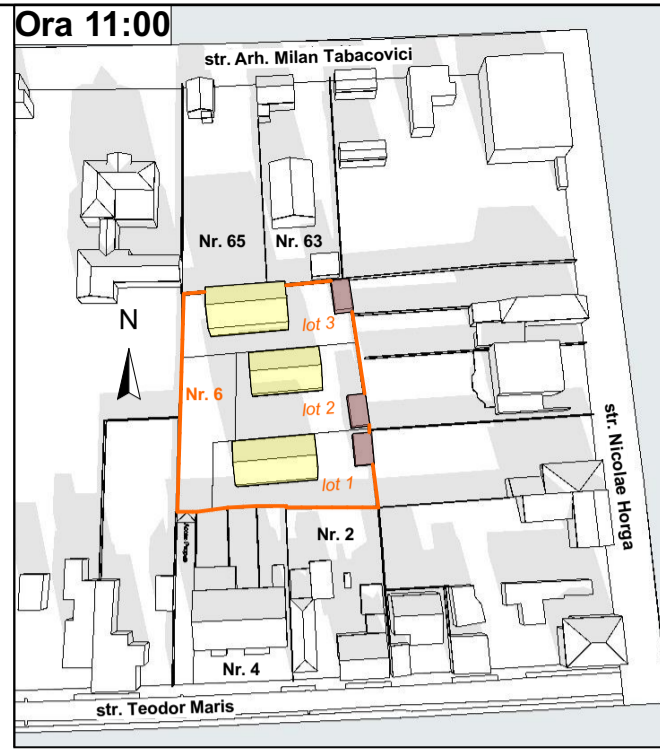 Ora 11:00
str. Arh. Milan Tabacovici
Nr. 65
Nr. 63
N
lot 3
Nr. 6
lot 2
str. Nicolae Horga
lot 1
Nr. 2
Nr. 4
str. Teodor Maris